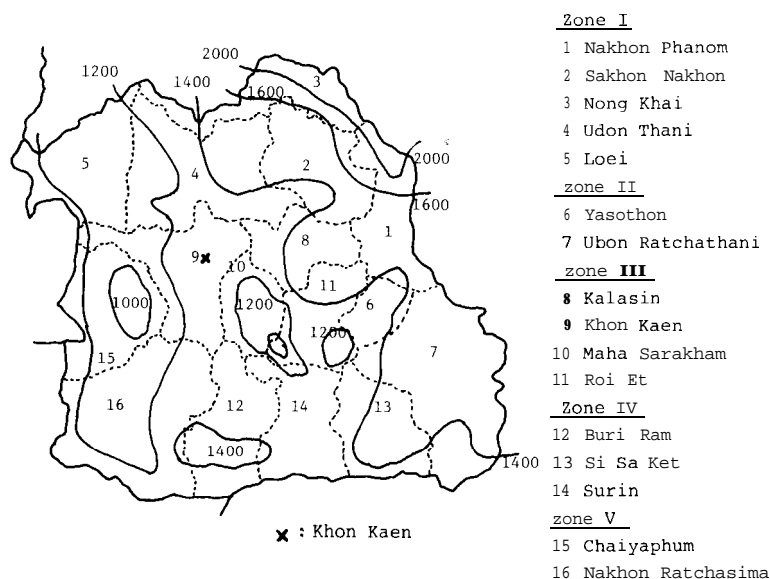 2000
1200
1400
3
1600
Zone I
1 Nakhon Phanom
2 Sakhon Nakhon
3 Nong Khai
4 Udon Thani
5 Loei
zone II
6 Yasothon
7 Ubon Ratchathani
zone III
8 Kalasin
9 Khon Kaen
10 Maha Sarakham
11 Roi Et
Zone IV
12 Buri Ram
13 Si Sa Ket
14 Surin
zone V
15 Chaiyaphum
16 Nakhon Ratchasima
5
4
2
2000
1600
8
1
9 x
10
11
1000
1200
6
1200
15
7
16
12
14
13
1400
1400
x : Khon Kaen